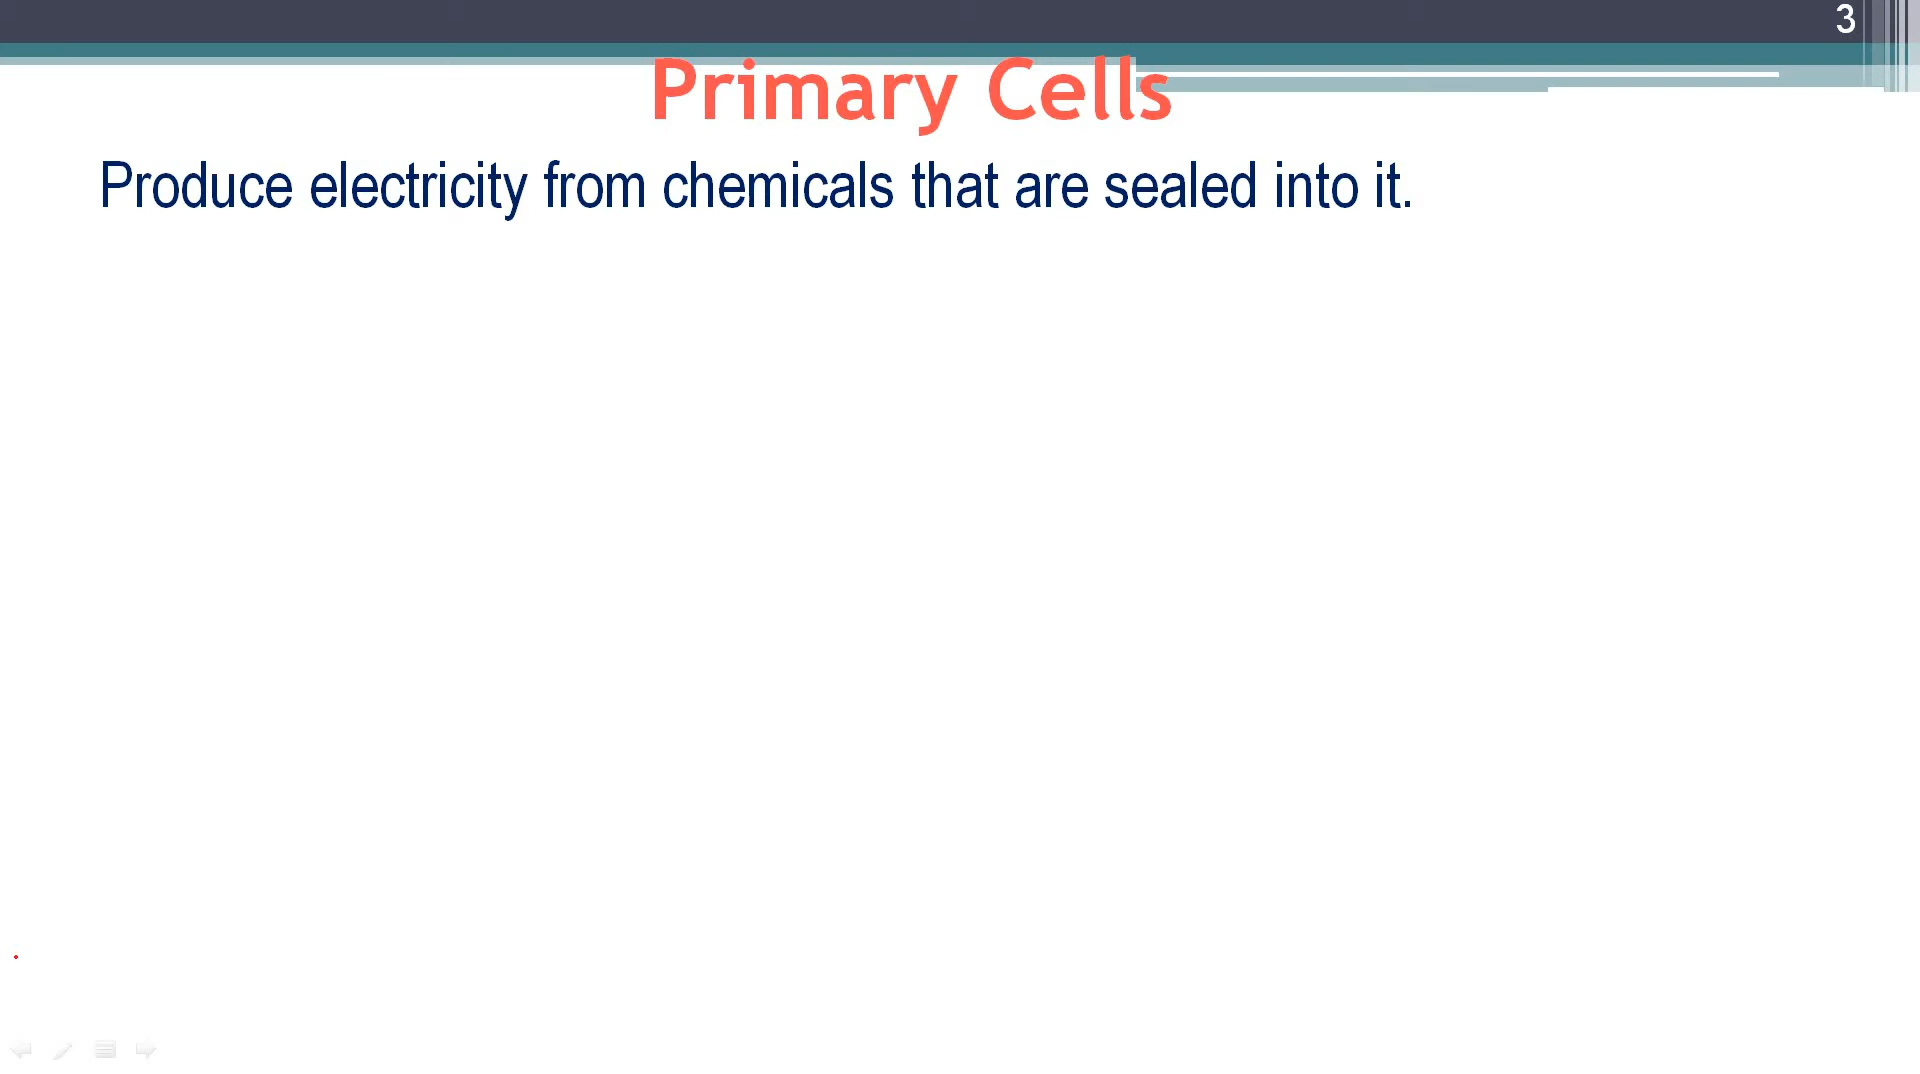 3
Primary Cells
Produce electricity from chemicals that are sealed into it.